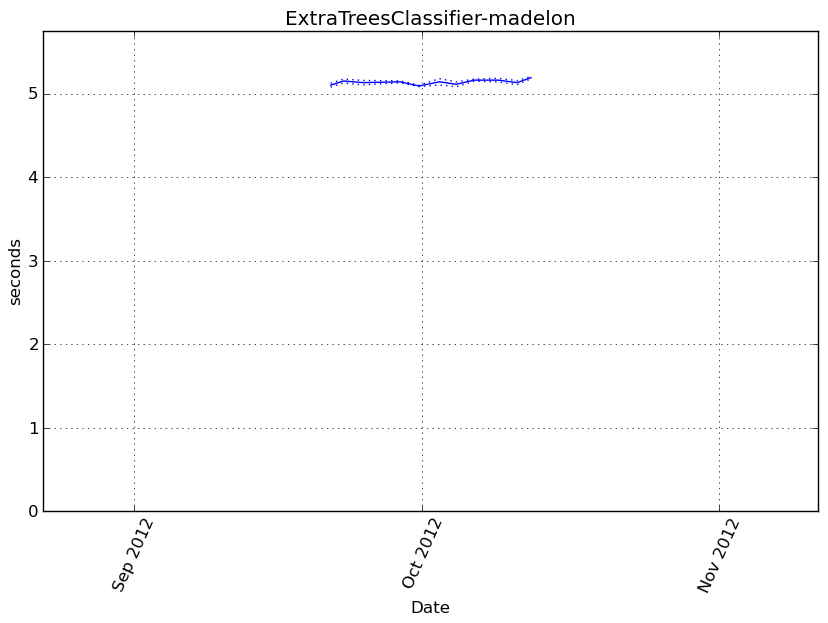 ExtraTreesClassifier-madelon
5
4
3
2
1
0
seconds
Sep 2012
Oct 2012
Nov 2012
Date